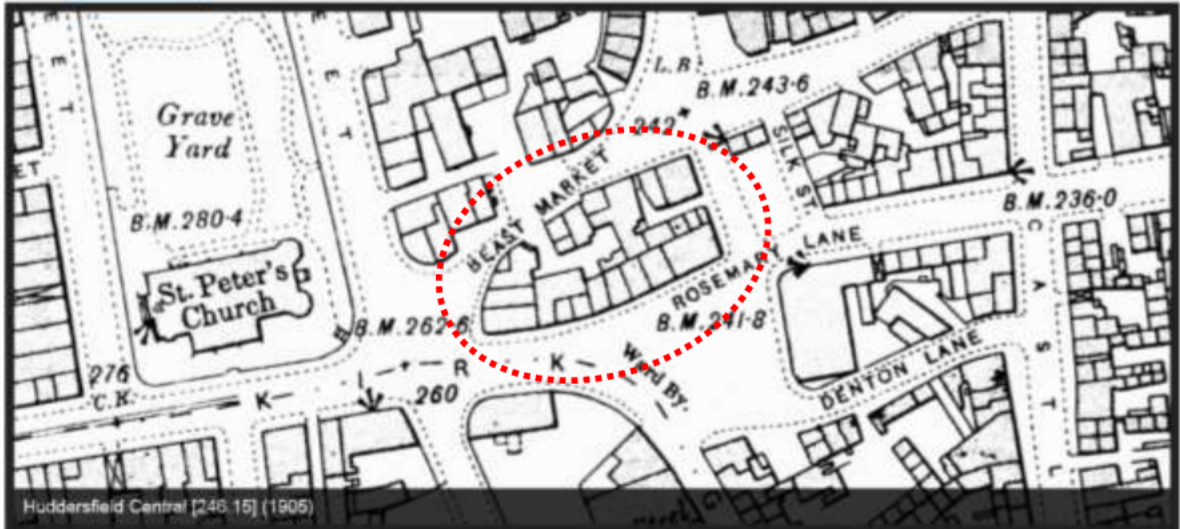 Grave
Yard
B.M.280·4
St. Peter's
Church
276
C.K.
B.M.262·6
K
R
K
260
Ward By.
BEAST MARKET
L.B.
B.M.243·6
242
SILK ST.
B.M.236·0
ROSEMARY LANE
B.M.241·8
DENTON LANE
C
A
S
T
L
Huddersfield Central [246.15] (1905)